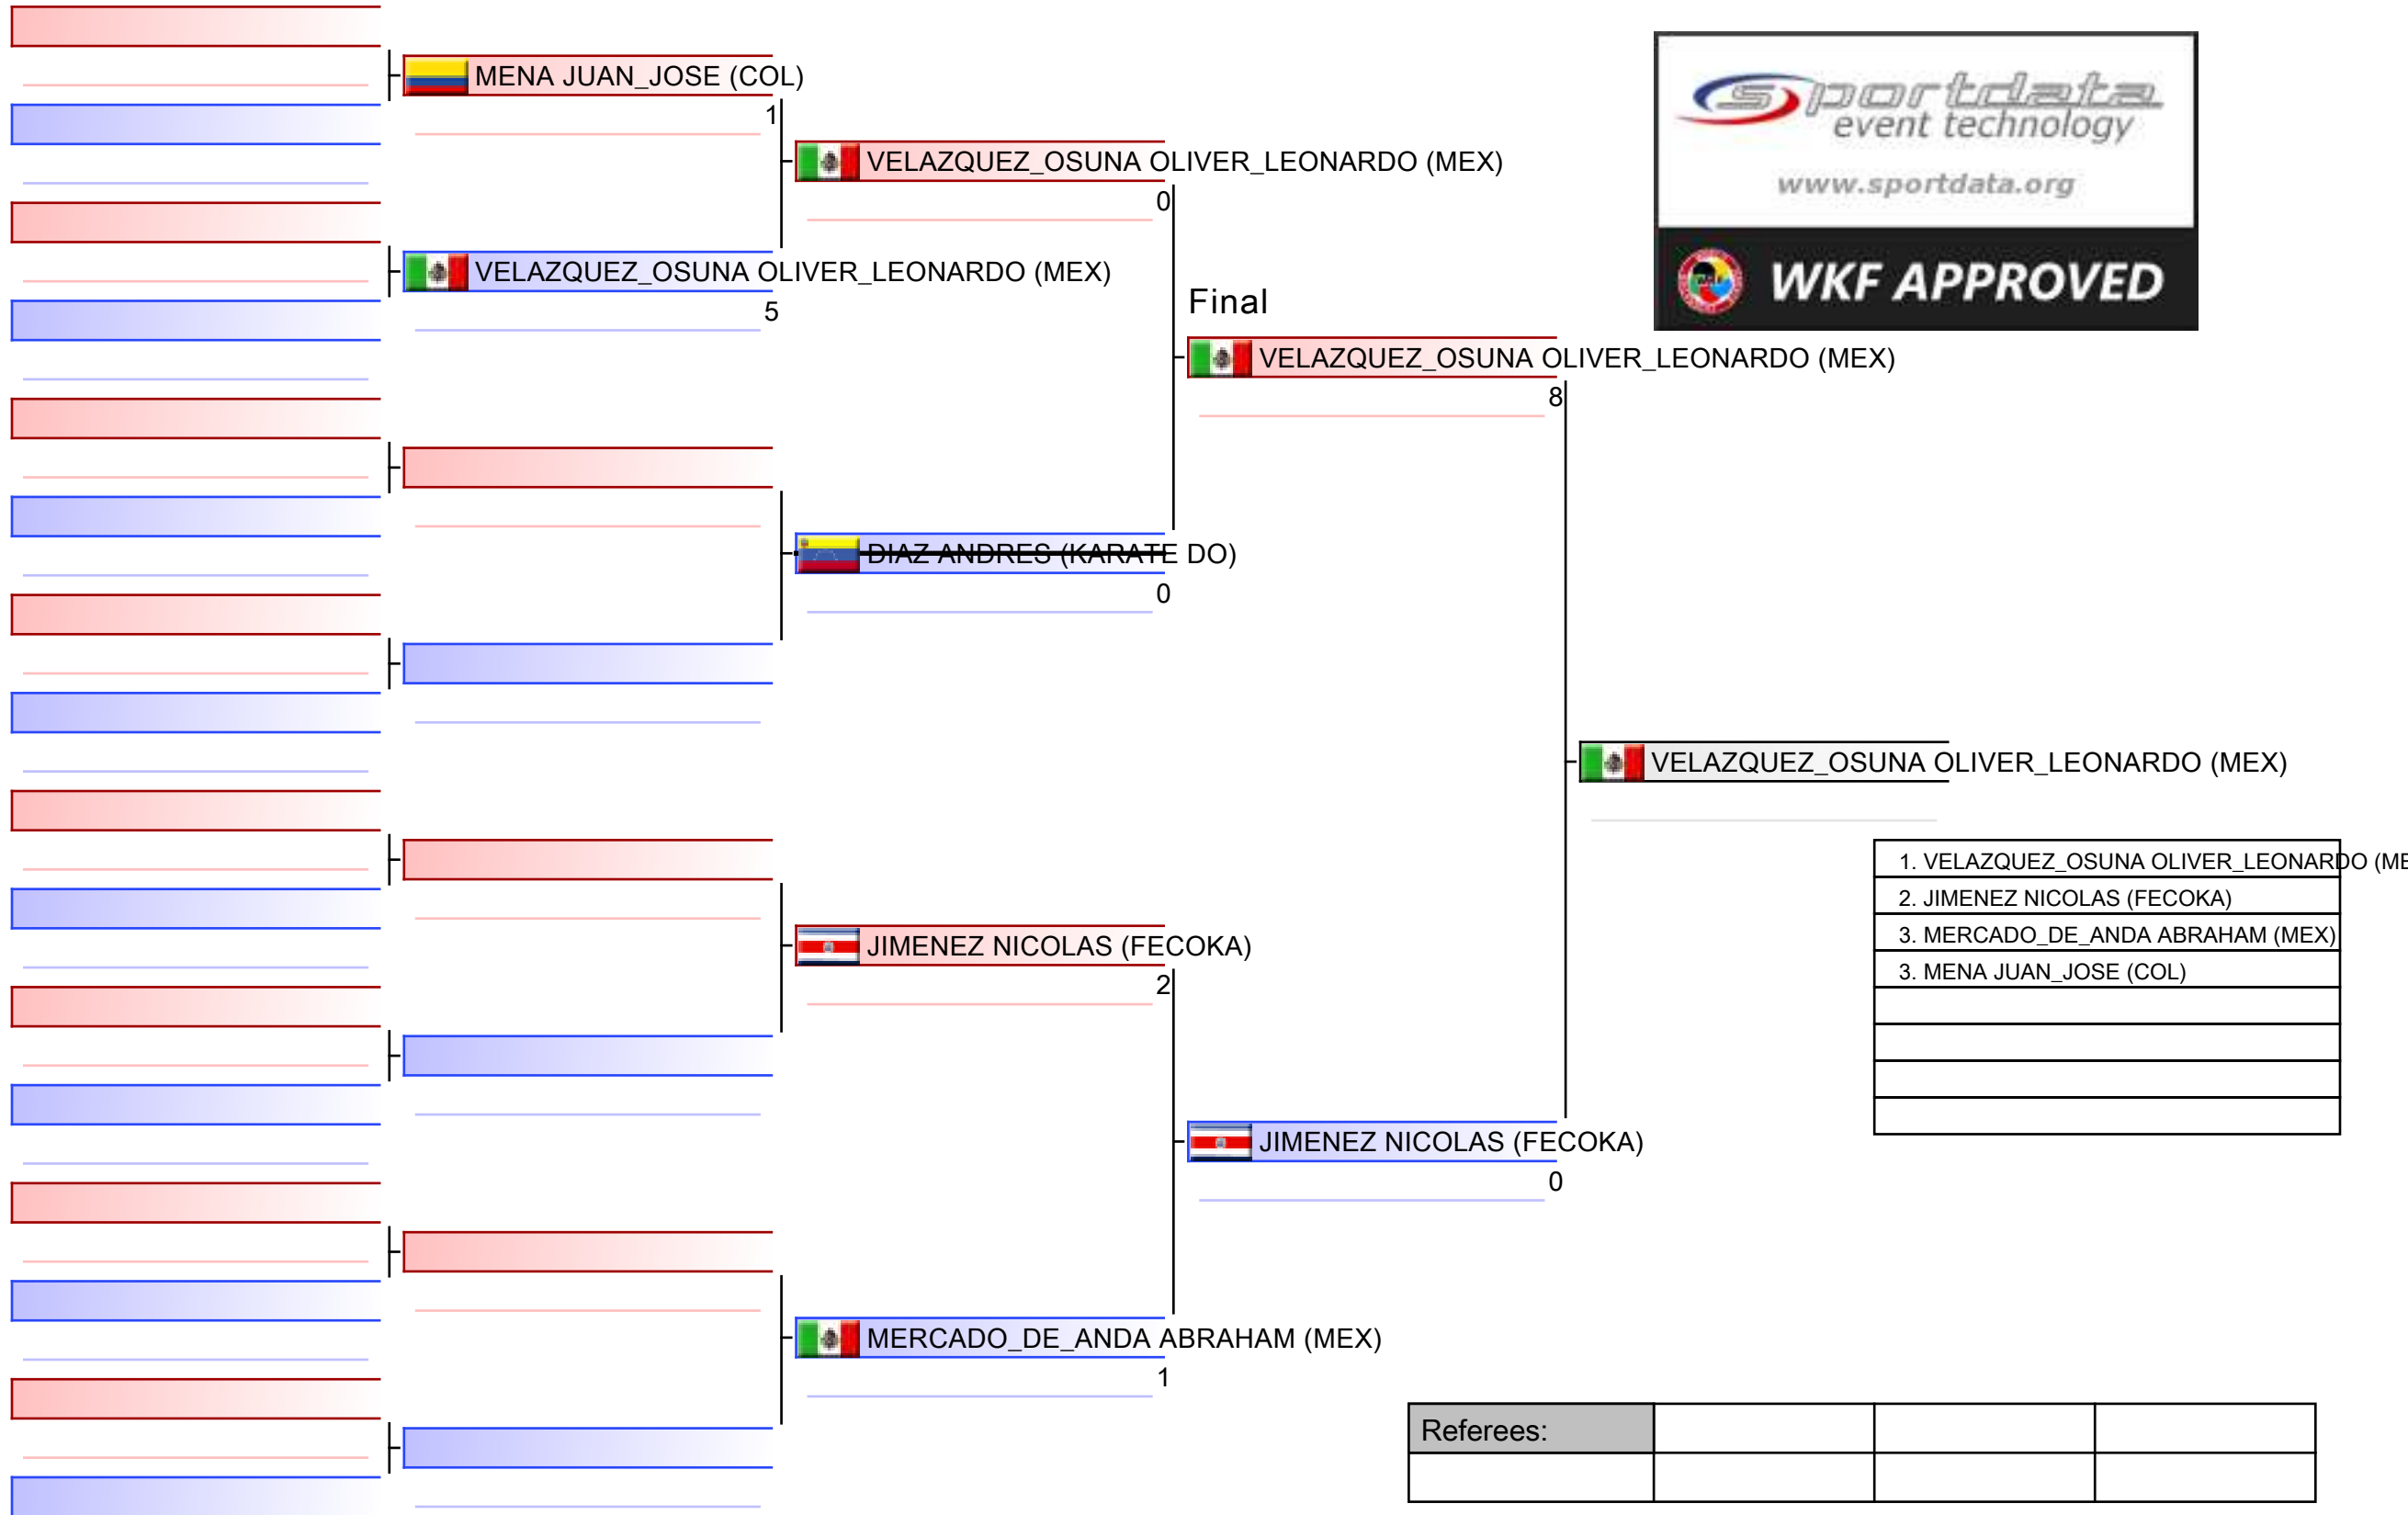 MENA JUAN_JOSE (COL)
1
VELAZQUEZ_OSUNA OLIVER_LEONARDO (MEX)
5
VELAZQUEZ_OSUNA OLIVER_LEONARDO (MEX)
0
DIAZ ANDRES (KARATE DO)
0
JIMENEZ NICOLAS (FECOKA)
2
MERCADO_DE_ANDA ABRAHAM (MEX)
1
Final
VELAZQUEZ_OSUNA OLIVER_LEONARDO (MEX)
8
JIMENEZ NICOLAS (FECOKA)
0
VELAZQUEZ_OSUNA OLIVER_LEONARDO (MEX)
sportdata
event technology
www.sportdata.org
WKF APPROVED
1. VELAZQUEZ_OSUNA OLIVER_LEONARDO (ME
2. JIMENEZ NICOLAS (FECOKA)
3. MERCADO_DE_ANDA ABRAHAM (MEX)
3. MENA JUAN_JOSE (COL)
Referees: